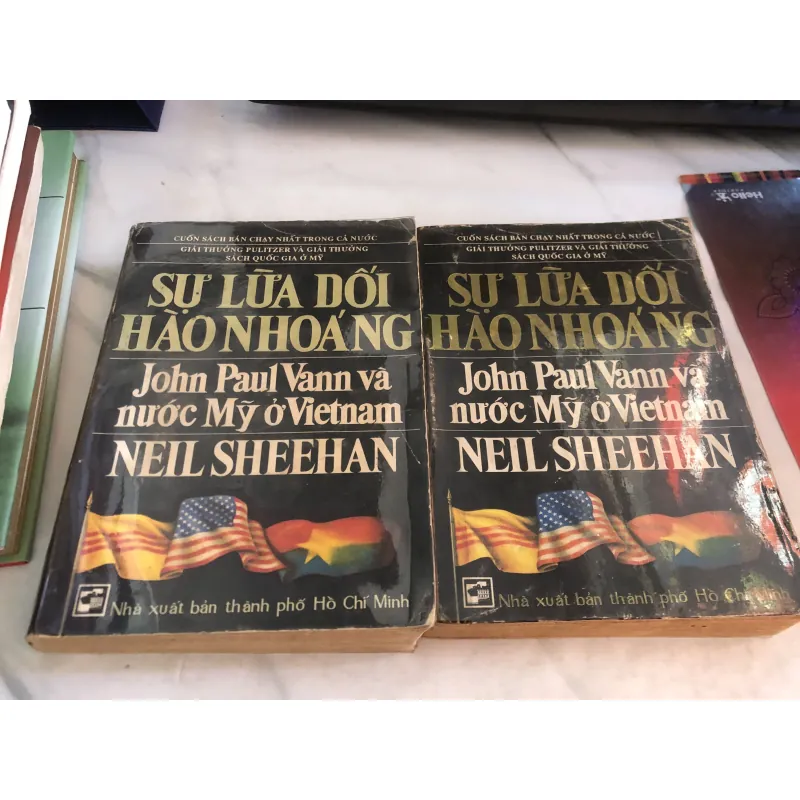 CUỐN SÁCH BÁN CHẠY NHẤT TRONG CẢ NƯỚC
GIẢI THƯỞNG PULITZER VÀ GIẢI THƯỞNG
SÁCH QUỐC GIA Ở MỸ
SỰ LỪA DỐI
HÀO NHOÁNG
John Paul Vann và
nước Mỹ ở Vietnam
NEIL SHEEHAN
Nhà xuất bản thành phố Hồ Chí Minh
CUỐN SÁCH BÁN CHẠY NHẤT TRONG CẢ NƯỚC
GIẢI THƯỞNG PULITZER VÀ GIẢI THƯỞNG
SÁCH QUỐC GIA Ở MỸ
SỰ LỪA DỐI
HÀO NHOÁNG
John Paul Vann và
nước Mỹ ở Vietnam
NEIL SHEEHAN
Nhà xuất bản thành phố Hồ Chí Minh
Hello